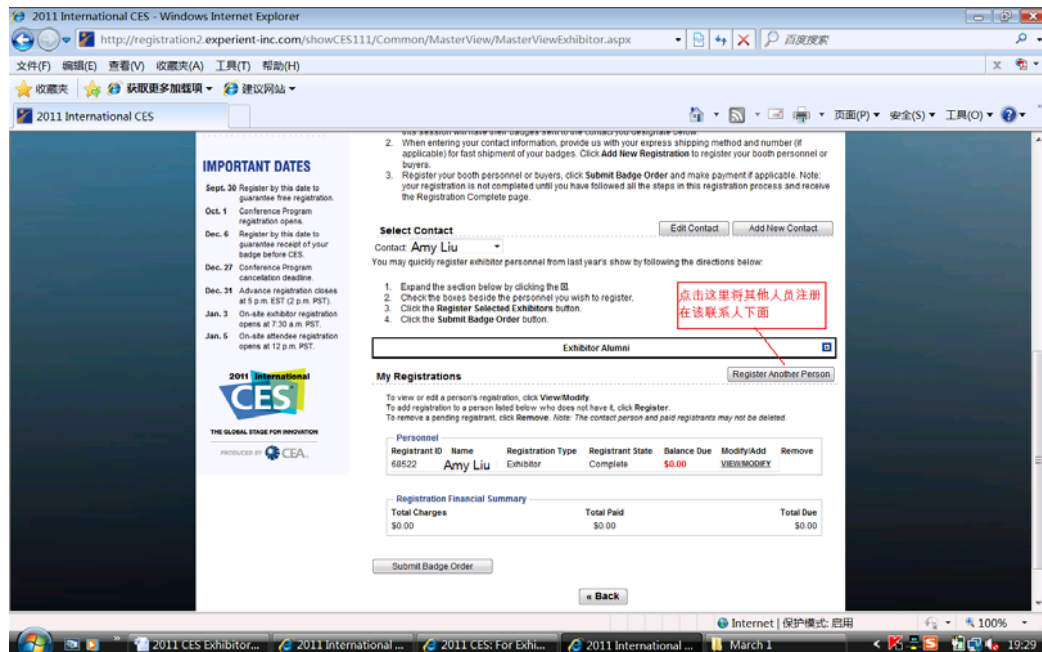 2011 International CES - Windows Internet Explorer
http://registration2.experient-inc.com/showCES111/Common/MasterView/MasterViewExhibitor.aspx
百度搜索
文件(F) 编辑(E) 查看(V) 收藏夹(A) 工具(T) 帮助(H)
收藏夹 获取更多加载项 建议网站
2011 International CES
页面(P) 安全(S) 工具(O)
this session will have their badges sent to the contact you designate below.
2. When entering your contact information, provide us with your express shipping method and number (if
applicable) for fast shipment of your badges. Click Add New Registration to register your booth personnel or
buyers.
3. Register your booth personnel or buyers, click Submit Badge Order and make payment if applicable. Note:
your registration is not completed until you have followed all the steps in this registration process and receive
the Registration Complete page.
IMPORTANT DATES
Sept. 30 Register by this date to
guarantee free registration.
Oct. 1 Conference Program
registration opens.
Dec. 6 Register by this date to
guarantee receipt of your
badge before CES.
Dec. 27 Conference Program
cancellation deadline.
Dec. 31 Advance registration closes
at 5 p.m. EST (2 p.m. PST).
Jan. 3 On-site exhibitor registration
opens at 7:30 a.m. PST.
Jan. 5 On-site attendee registration
opens at 12 p.m. PST.
2011 International
CES
THE GLOBAL STAGE FOR INNOVATION
PRODUCED BY CEA
Select Contact
Edit Contact
Add New Contact
Contact: Amy Liu
You may quickly register exhibitor personnel from last year's show by following the directions below:
1. Expand the section below by clicking the
2. Check the boxes beside the personnel you wish to register.
3. Click the Register Selected Exhibitors button.
4. Click the Submit Badge Order button.
点击这里将其他人员注册
在该联系人下面
Exhibitor Alumni
My Registrations
Register Another Person
To view or edit a person's registration, click View/Modify.
To add registration to a person listed below who does not have it, click Register.
To remove a pending registrant, click Remove. Note: The contact person and paid registrants may not be deleted.
Personnel
Registrant ID Name Registration Type Registrant State Balance Due Modify/Add Remove
68522 Amy Liu Exhibitor Complete $0.00 VIEW/MODIFY
Registration Financial Summary
Total Charges Total Paid Total Due
$0.00 $0.00 $0.00
Submit Badge Order
« Back
Internet | 保护模式: 启用
100%
2011 CES Exhibitor...
2011 International ...
2011 CES: For Exhi...
2011 International ...
March 1
19:29